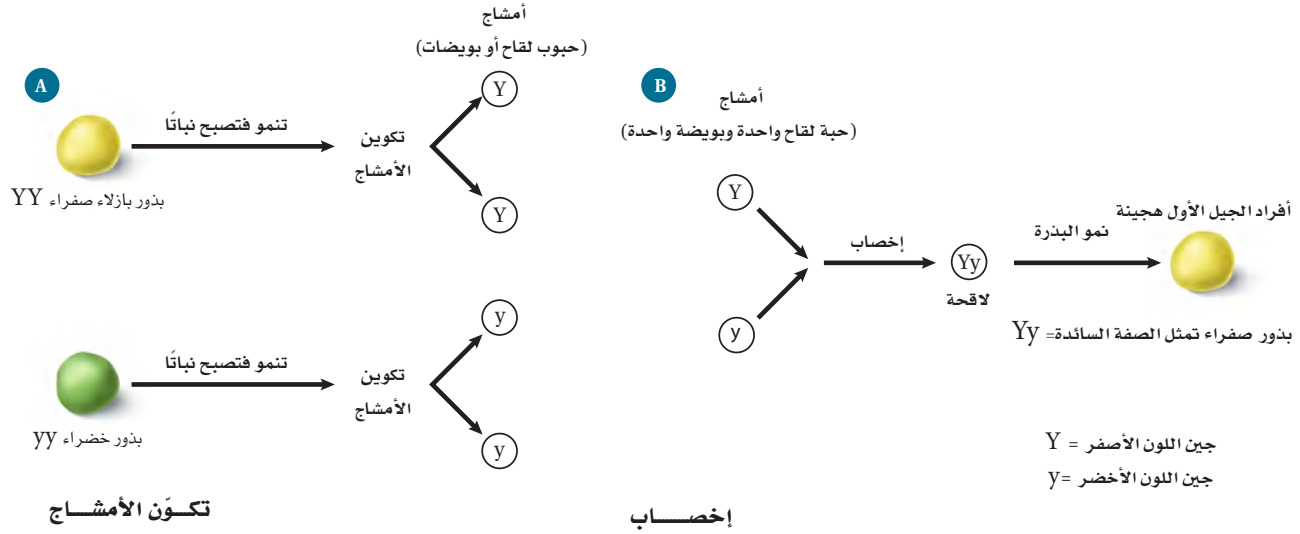 A
أمشاج
(حبوب لقاح أو بويضات)
Y
تنمو فتصبح نباتًا
تكوين
الأمشاج
Y
بذور بازلاء صفراء YY
y
تنمو فتصبح نباتًا
تكوين
الأمشاج
y
بذور خضراء yy
تكـــوّن الأمشـــاج
B
أمشاج
(حبة لقاح واحدة وبويضة واحدة)
Y
y
إخصاب
Yy
لاقحة
نمو البذرة
أفراد الجيل الأول هجينة
بذور صفراء تمثل الصفة السائدة= Yy
جين اللون الأصفر = Y
جين اللون الأخضر =y
إخصـــــاب